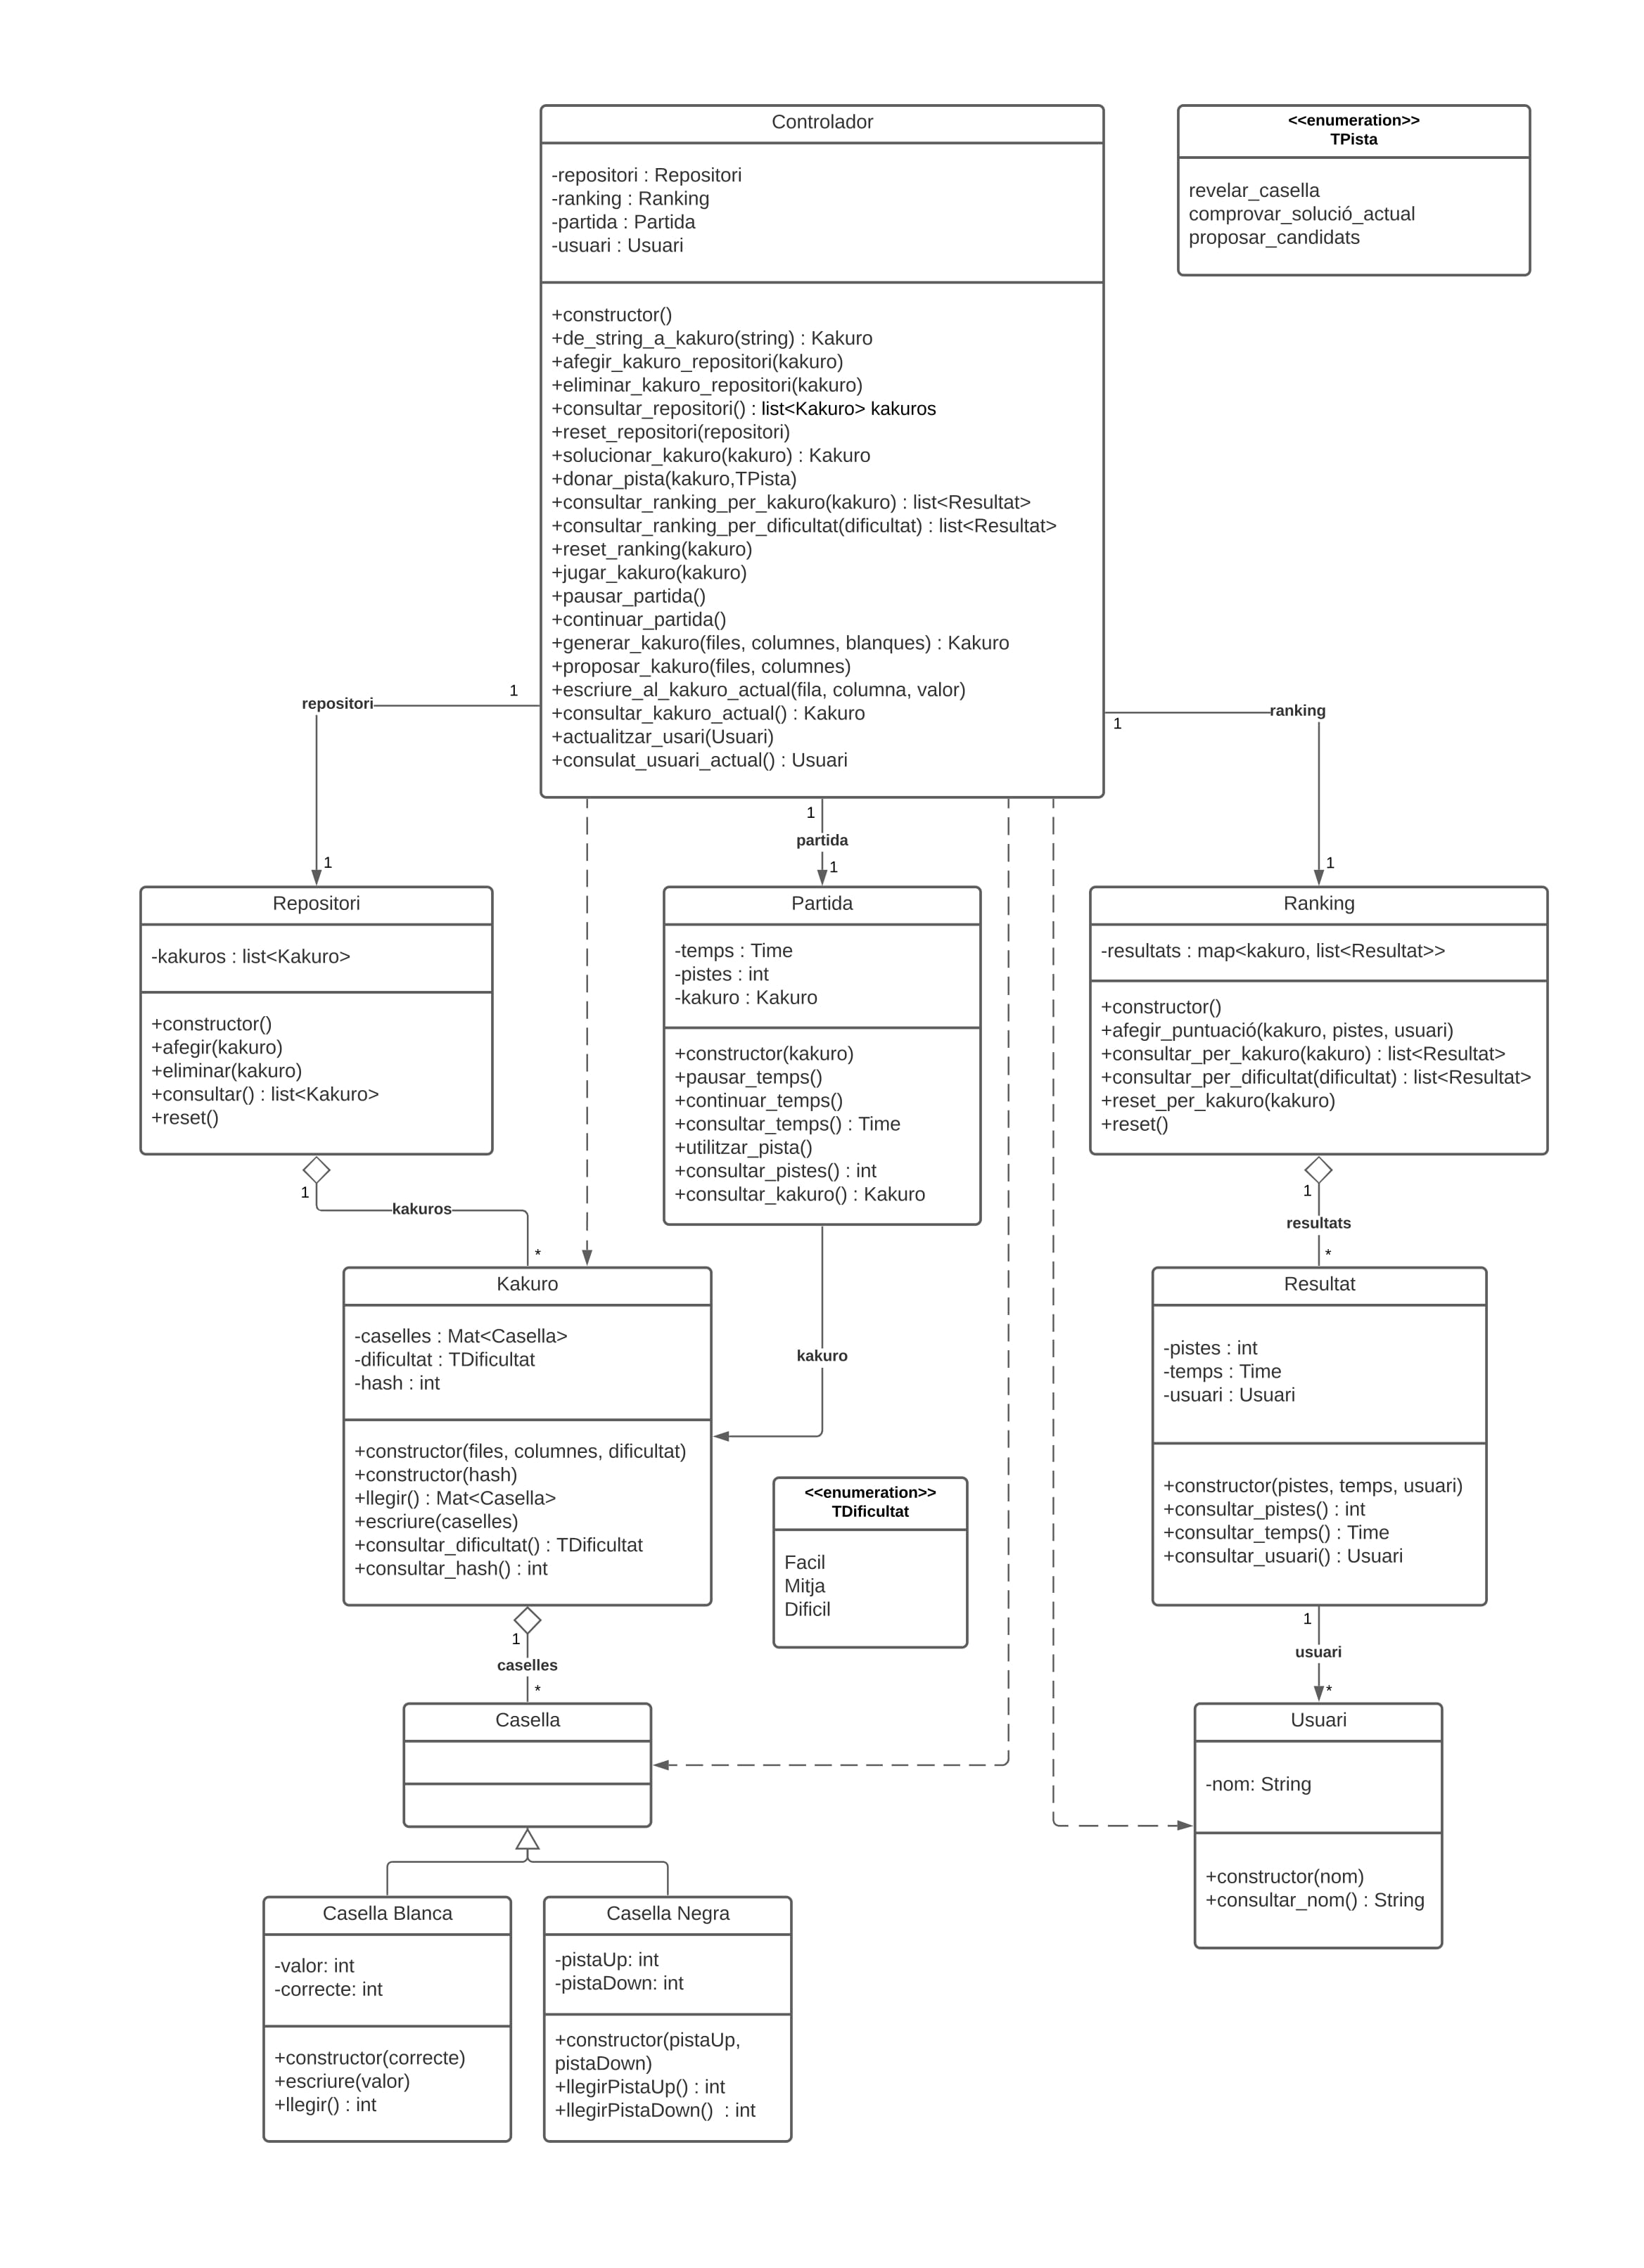 Controlador
-repositori : Repositori
-ranking : Ranking
-partida : Partida
-usuari : Usuari
+constructor()
+de_string_a_kakuro(string) : Kakuro
+afegir_kakuro_repositori(kakuro)
+eliminar_kakuro_repositori(kakuro)
+consultar_repositori() : list<Kakuro> kakuros
+reset_repositori(repositori)
+solucionar_kakuro(kakuro) : Kakuro
+donar_pista(kakuro,TPista)
+consultar_ranking_per_kakuro(kakuro) : list<Resultat>
+consultar_ranking_per_dificultat(dificultat) : list<Resultat>
+reset_ranking(kakuro)
+jugar_kakuro(kakuro)
+pausar_partida()
+continuar_partida()
+generar_kakuro(files, columnes, blanques) : Kakuro
+proposar_kakuro(files, columnes)
+escriure_al_kakuro_actual(fila, columna, valor)
+consultar_kakuro_actual() : Kakuro
+actualitzar_usari(Usuari)
+consulat_usuari_actual() : Usuari
<<enumeration>>
TPista
revelar_casella
comprovar_solució_actual
proposar_candidats
repositori
1
1
partida
1
1
ranking
1
1
Repositori
-kakuros : list<Kakuro>
+constructor()
+afegir(kakuro)
+eliminar(kakuro)
+consultar() : list<Kakuro>
+reset()
Partida
-temps : Time
-pistes : int
-kakuro : Kakuro
+constructor(kakuro)
+pausar_temps()
+continuar_temps()
+consultar_temps() : Time
+utilitzar_pista()
+consultar_pistes() : int
+consultar_kakuro() : Kakuro
Ranking
-resultats : map<kakuro, list<Resultat>>
+constructor()
+afegir_puntuació(kakuro, pistes, usuari)
+consultar_per_kakuro(kakuro) : list<Resultat>
+consultar_per_dificultat(dificultat) : list<Resultat>
+reset_per_kakuro(kakuro)
+reset()
1
kakuros
*
1
resultats
*
Kakuro
-caselles : Mat<Casella>
-dificultat : TDificultat
-hash : int
+constructor(files, columnes, dificultat)
+constructor(hash)
+llegir() : Mat<Casella>
+escriure(caselles)
+consultar_dificultat() : TDificultat
+consultar_hash() : int
kakuro
<<enumeration>>
TDificultat
Facil
Mitja
Dificil
Resultat
-pistes : int
-temps : Time
-usuari : Usuari
+constructor(pistes, temps, usuari)
+consultar_pistes() : int
+consultar_temps() : Time
+consultar_usuari() : Usuari
1
caselles
*
1
usuari
*
Casella
Usuari
-nom: String
+constructor(nom)
+consultar_nom() : String
Casella Blanca
-valor: int
-correcte: int
+constructor(correcte)
+escriure(valor)
+llegir() : int
Casella Negra
-pistaUp: int
-pistaDown: int
+constructor(pistaUp,
pistaDown)
+llegirPistaUp() : int
+llegirPistaDown()  : int